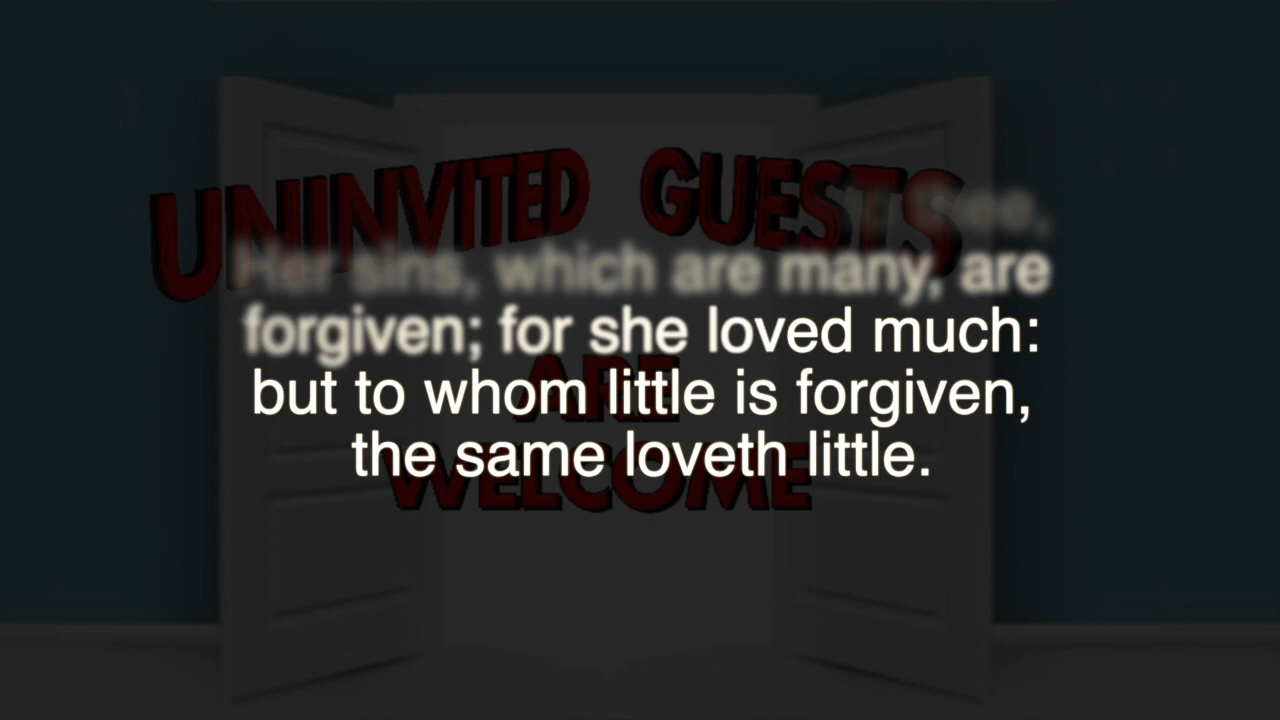 UNINVITED GUESTS
thee,
Her sins, which are many, are
forgiven; for she loved much:
but to whom little is forgiven,
the same loveth little.
ARE
WELCOME